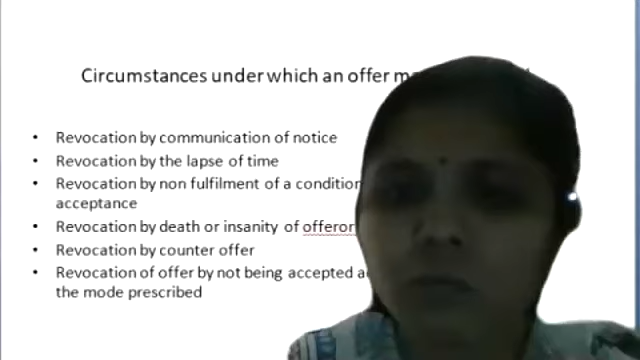 Circumstances under which an offer
Revocation by communication of notice
Revocation by the lapse of time
Revocation by non fulfilment of a condition
acceptance
Revocation by death or insanity of offeror
Revocation by counter offer
Revocation of offer by not being accepted
the mode prescribed